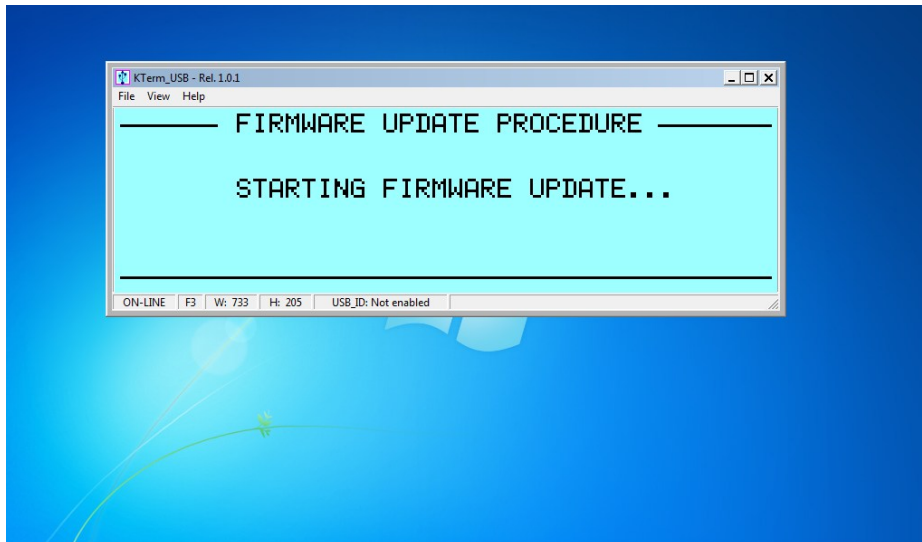 KTerm_USB - Rel. 1.0.1
File View Help
FIRMWARE UPDATE PROCEDURE
STARTING FIRMWARE UPDATE...
ON-LINE F3 W: 733 H: 205 USB_ID: Not enabled